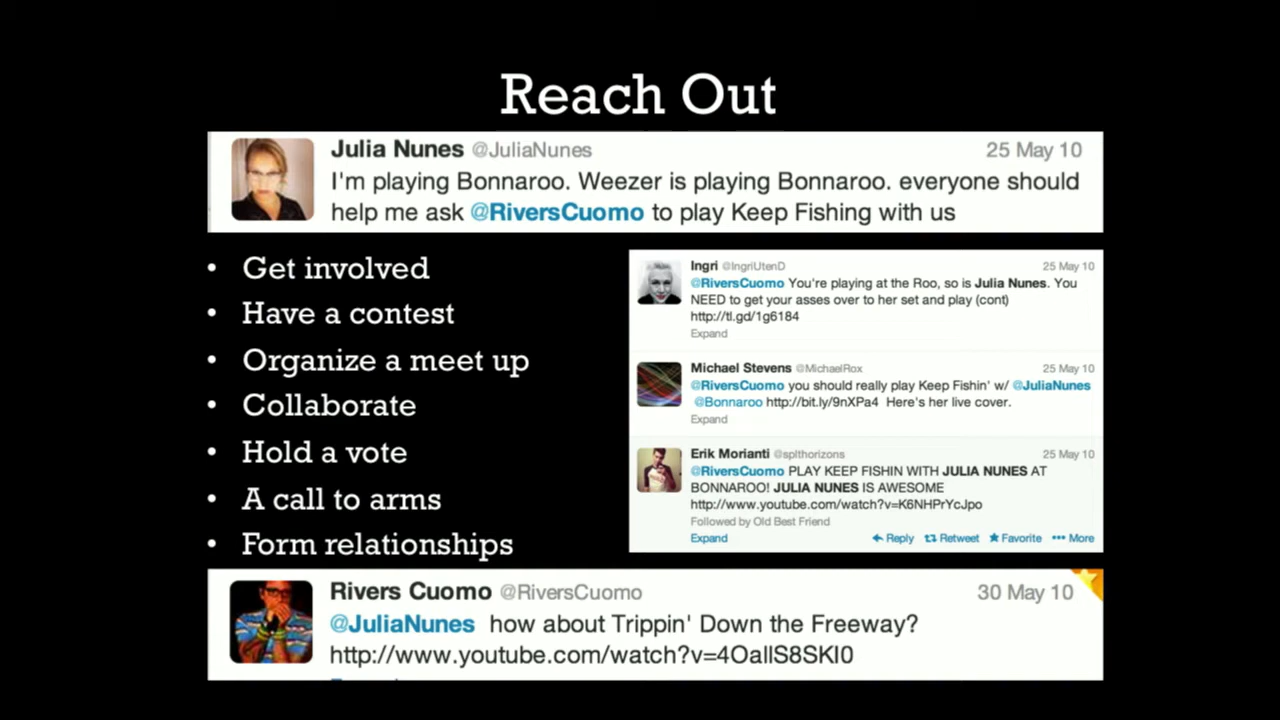 Reach Out
Julia Nunes @JuliaNunes 25 May 10
I'm playing Bonnaroo. Weezer is playing Bonnaroo. everyone should
help me ask @RiversCuomo to play Keep Fishing with us
• Get involved
• Have a contest
• Organize a meet up
• Collaborate
• Hold a vote
• A call to arms
• Form relationships
Ingri @IngriUtenD 25 May 10
@RiversCuomo You're playing at the Roo, so is Julia Nunes. You
NEED to get your asses over to her set and play (cont)
http://tl.gd/1g6184
Expand
Michael Stevens @MichaelRox 25 May 10
@RiversCuomo you should really play Keep Fishin' w/ @JuliaNunes
@Bonnaroo http://bit.ly/9nXPa4 Here's her live cover.
Expand
Erik Morianti @splthorizons 25 May 10
@RiversCuomo PLAY KEEP FISHIN WITH JULIA NUNES AT
BONNAROO! JULIA NUNES IS AWESOME
http://www.youtube.com/watch?v=K6NHPrYcJpo
Followed by Old Best Friend
Expand Reply Retweet Favorite More
Rivers Cuomo @RiversCuomo 30 May 10
@JuliaNunes how about Trippin' Down the Freeway?
http://www.youtube.com/watch?v=4OallS8SKI0